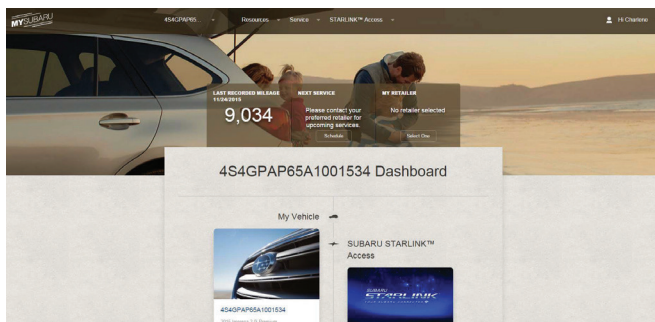 MYSUBARU
4S4GPAP65...
Resources
Service
STARLINK™ Access
Hi Charlene
LAST RECORDED MILEAGE
11/24/2015
9,034
NEXT SERVICE
Please contact your
preferred retailer for
upcoming services.
Schedule
MY RETAILER
No retailer selected
Select One
4S4GPAP65A1001534 Dashboard
My Vehicle
SUBARU STARLINK™
Access
4S4GPAP65A1001534
SUBARU
STARLINK